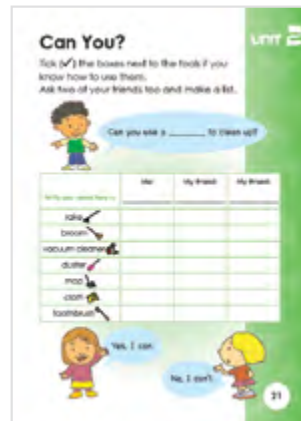 Can You?
UNIT 2
Tick (✓) the boxes next to the tools if you
know how to use them.
Ask two of your friends too and make a list.
Can you use a ________ to clean up?
Me: My Friend: My Friend:
rake
broom
vacuum cleaner
duster
mop
cloth
toothbrush
Yes, I can.
No, I don't.
21